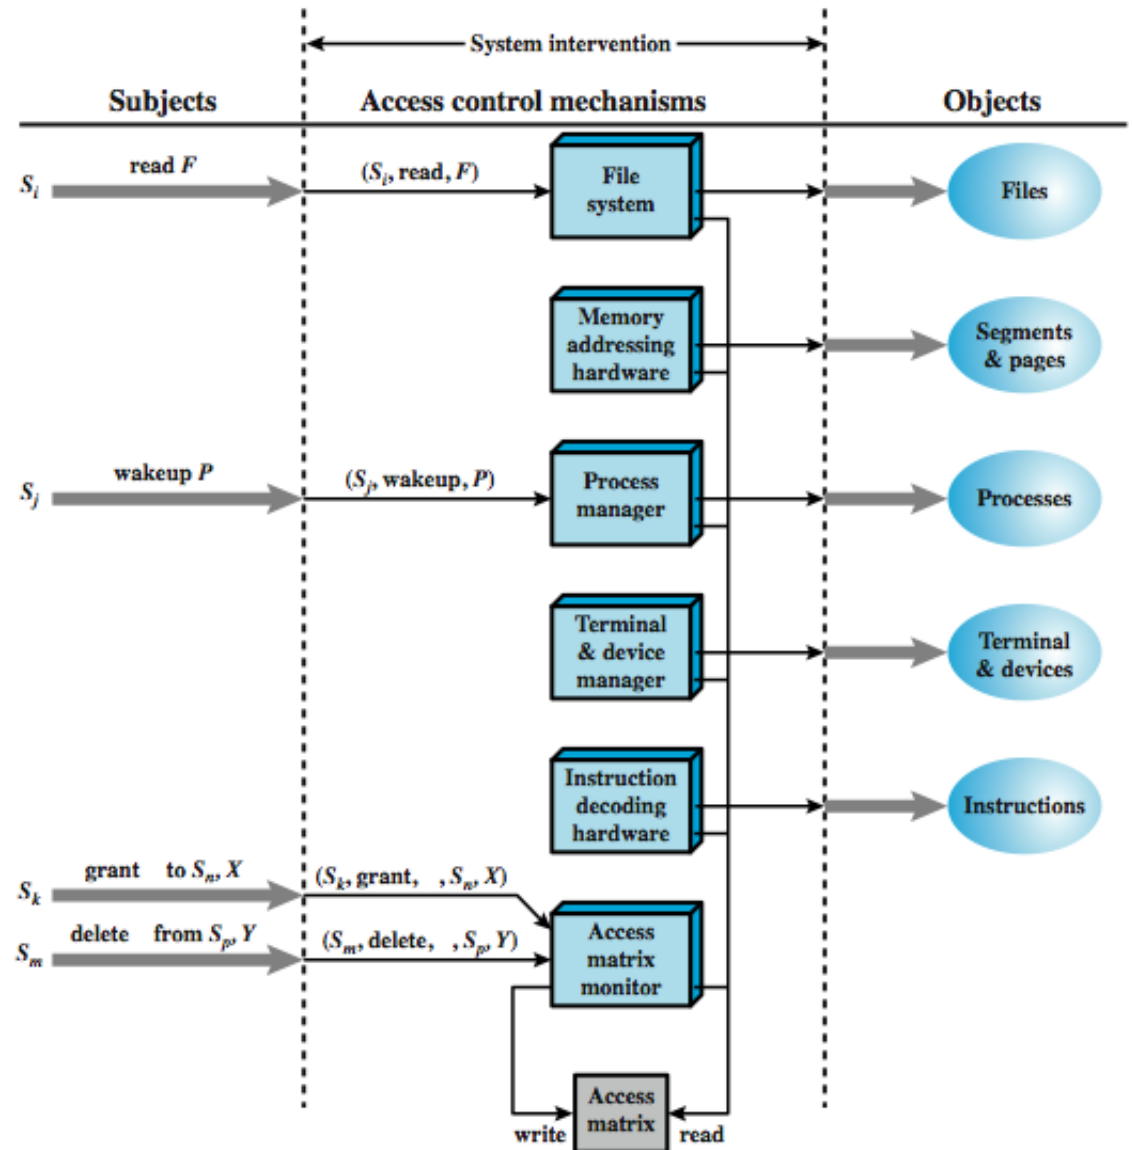 System intervention
Subjects Access control mechanisms Objects
read F
Si (Si, read, F) File
system Files
Memory
addressing
hardware Segments
& pages
wakeup P
Sj (Sj, wakeup, P) Process
manager Processes
Terminal
& device
manager Terminal
& devices
Instruction
decoding
hardware Instructions
grant to Sn, X
Sk (Sk, grant, , Sn, X)
delete from Sp, Y
Sm (Sm, delete, , Sp, Y)
Access
matrix
monitor
Access
matrix
write read